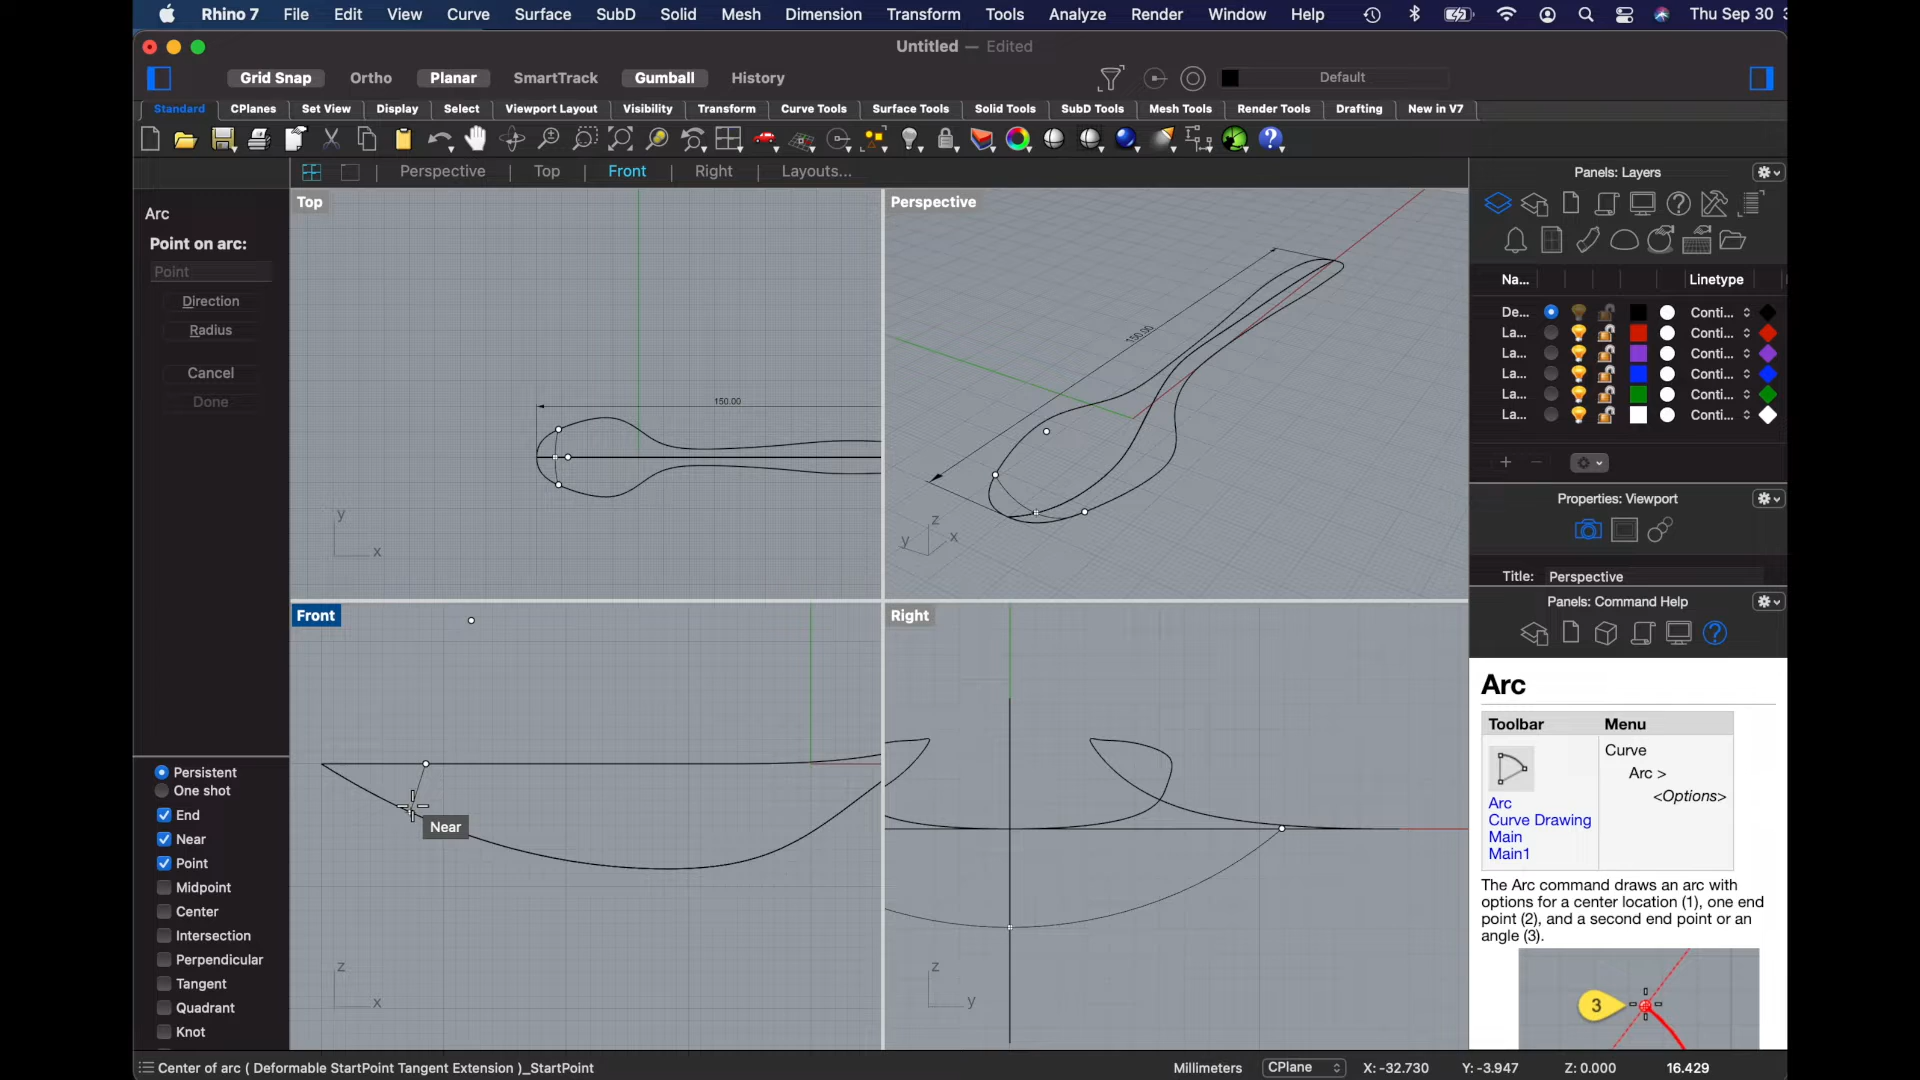 Rhino 7 File Edit View Curve Surface SubD Solid Mesh Dimension Transform Tools Analyze Render Window Help Thu Sep 30
Untitled — Edited
Grid Snap Ortho Planar SmartTrack Gumball History Default
Standard CPlanes Set View Display Select Viewport Layout Visibility Transform Curve Tools Surface Tools Solid Tools SubD Tools Mesh Tools Render Tools Drafting New in V7
Perspective Top Front Right Layouts...
Arc
Point on arc:
Point
Direction
Radius
Cancel
Done
Persistent
One shot
End
Near
Point
Midpoint
Center
Intersection
Perpendicular
Tangent
Quadrant
Knot
Top
150.00
y
x
Perspective
150.00
z
y
x
Front
Near
z
x
Right
z
y
Panels: Layers
Na... Linetype
De... Conti...
La... Conti...
La... Conti...
La... Conti...
La... Conti...
La... Conti...
Properties: Viewport
Title: Perspective
Panels: Command Help
Arc
Toolbar Menu
Curve
Arc >
<Options>
Arc
Curve Drawing
Main
Main1
The Arc command draws an arc with
options for a center location (1), one end
point (2), and a second end point or an
angle (3).
3
Center of arc ( Deformable StartPoint Tangent Extension )_StartPoint
Millimeters CPlane X: -32.730 Y: -3.947 Z: 0.000 16.429